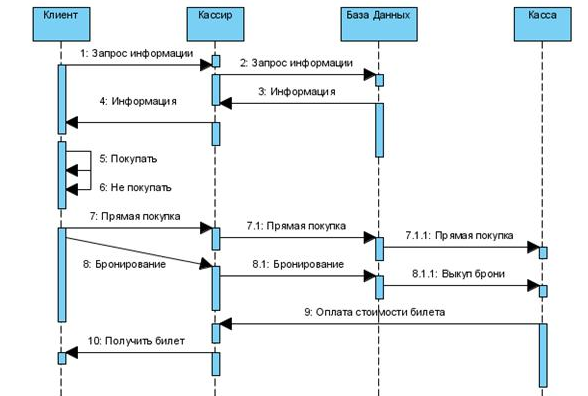 Клиент
Кассир
База Данных
Касса
1: Запрос информации
2: Запрос информации
3: Информация
4: Информация
5: Покупать
6: Не покупать
7: Прямая покупка
7.1: Прямая покупка
7.1.1: Прямая покупка
8: Бронирование
8.1: Бронирование
8.1.1: Выкуп брони
9: Оплата стоимости билета
10: Получить билет